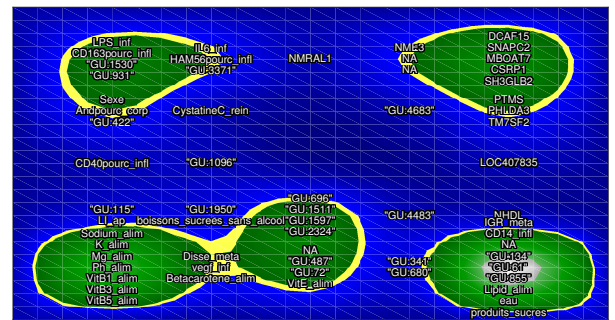 LPS_inf
CD163pourc_infl
"GU:1530"
"GU:931"
IL6_inf
HAM56pourc_infl
"GU:3371"
NMRAL1
NME3
NA
NA
DCAF15
SNAPC2
MBOAT7
CSRP1
SH3GLB2
Sexe
Andpourc_corp
"GU:422"
CystatineC_rein
"GU:4683"
PTMS
PHLDA3
TM7SF2
CD40pourc_infl
"GU:1096"
LOC407835
"GU:115"
LI_ap
"GU:1950"
boissons_sucrees_sans_alcool
"GU:696"
"GU:1511"
"GU:1597"
"GU:2324"
"GU:4483"
NHDL
IGR_meta
CD14_infl
NA
"GU:194"
"GU:61"
"GU:855"
Lipid_alim
eau
produits_sucres
Sodium_alim
K_alim
Mg_alim
Ph_alim
VitB1_alim
VitB3_alim
VitB5_alim
Disse_meta
vegf_inf
Betacarotene_alim
NA
"GU:487"
"GU:72"
VitE_alim
"GU:341"
"GU:680"